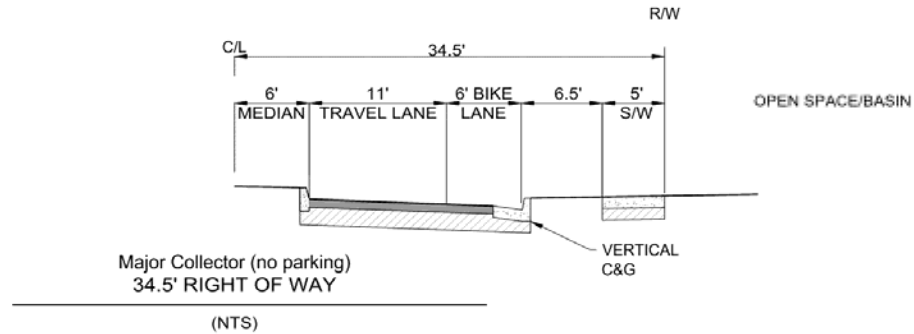 R/W
C/L
34.5'
6' 11' 6' BIKE 6.5' 5'
MEDIAN TRAVEL LANE LANE S/W
OPEN SPACE/BASIN
VERTICAL
C&G
Major Collector (no parking)
34.5' RIGHT OF WAY
(NTS)